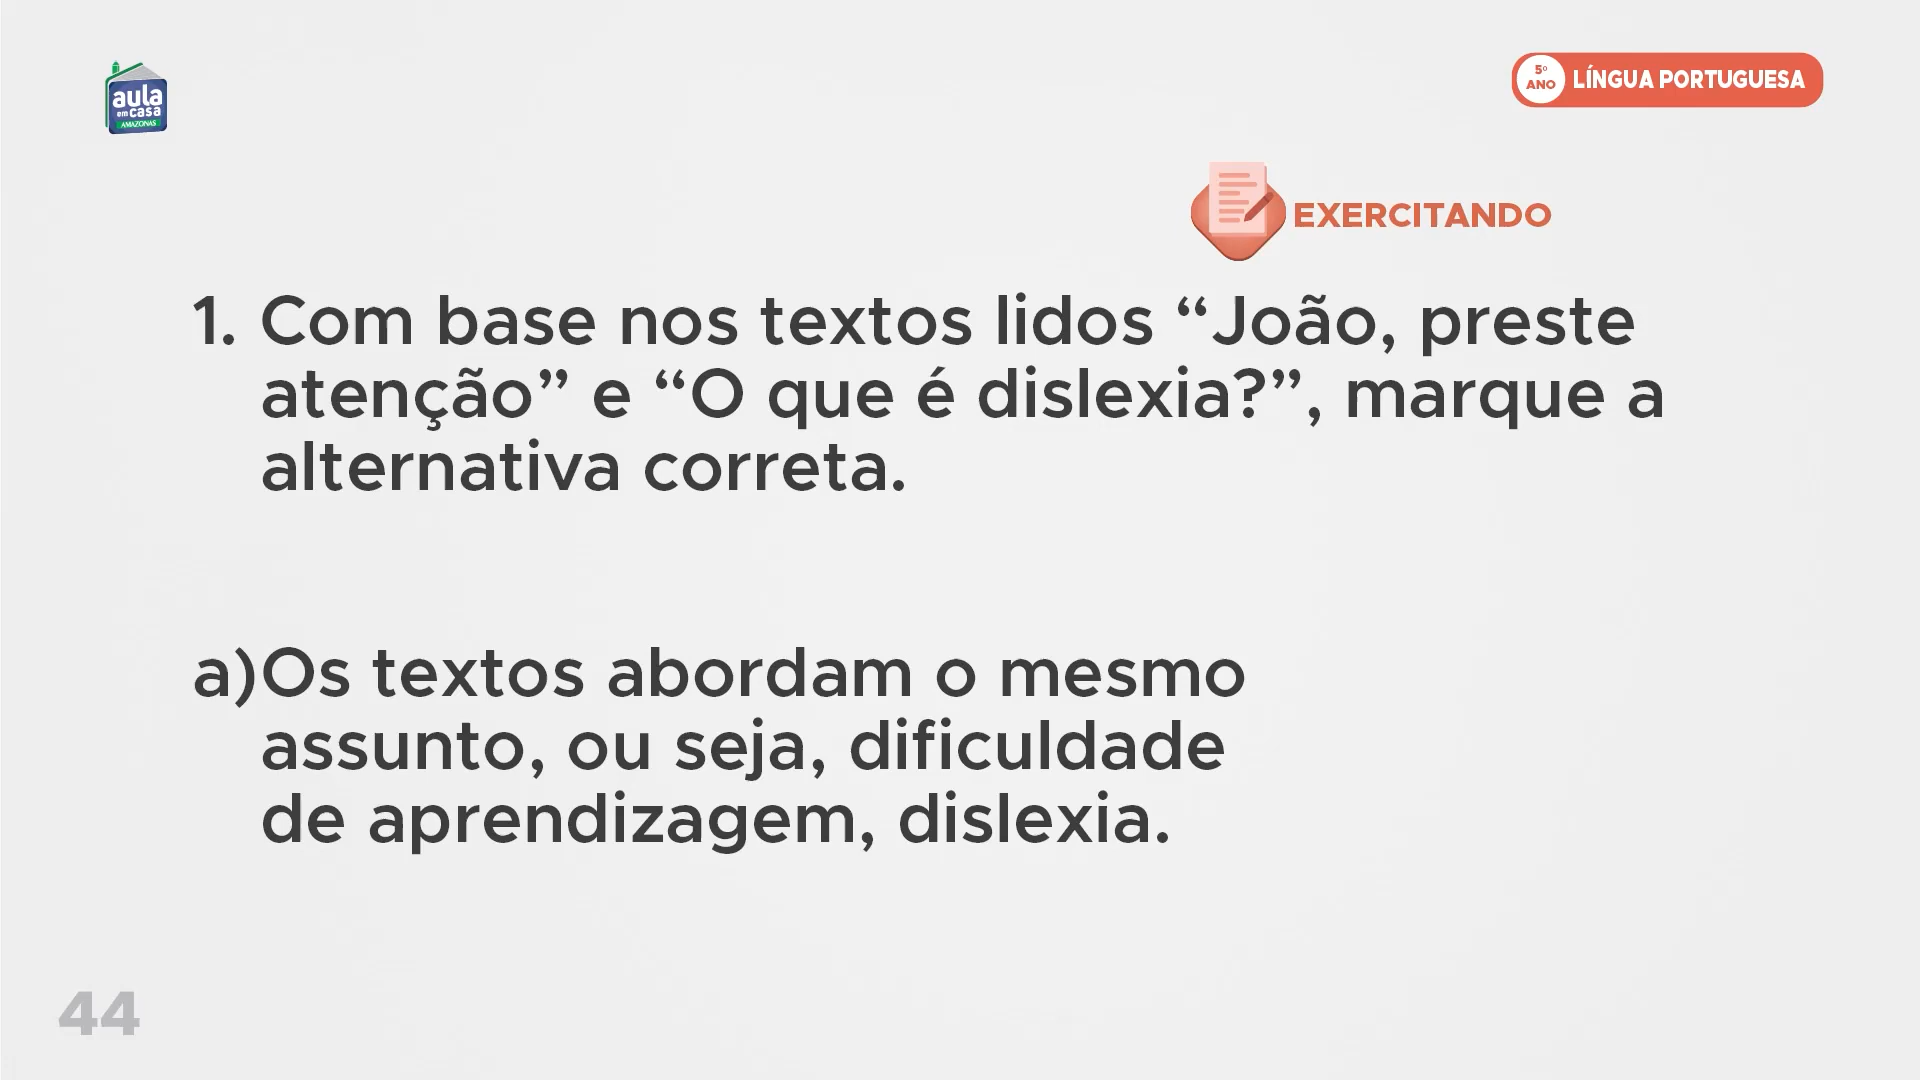 aula
em casa
AMAZONAS
5º
ANO
LÍNGUA PORTUGUESA
EXERCITANDO
1. Com base nos textos lidos “João, preste
atenção” e “O que é dislexia?”, marque a
alternativa correta.
a)Os textos abordam o mesmo
assunto, ou seja, dificuldade
de aprendizagem, dislexia.
44